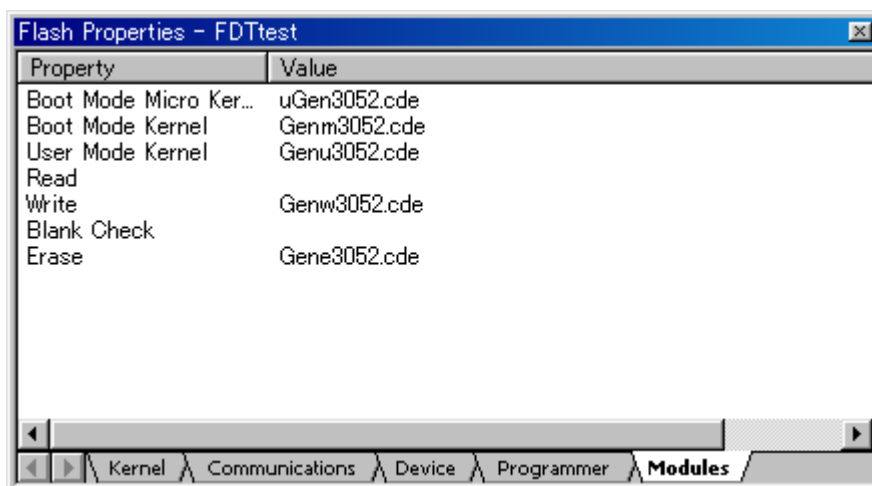 Flash Properties - FDTtest
Property Value
Boot Mode Micro Ker... uGen3052.cde
Boot Mode Kernel Genm3052.cde
User Mode Kernel Genu3052.cde
Read
Write Genw3052.cde
Blank Check
Erase Gene3052.cde
Kernel Communications Device Programmer Modules